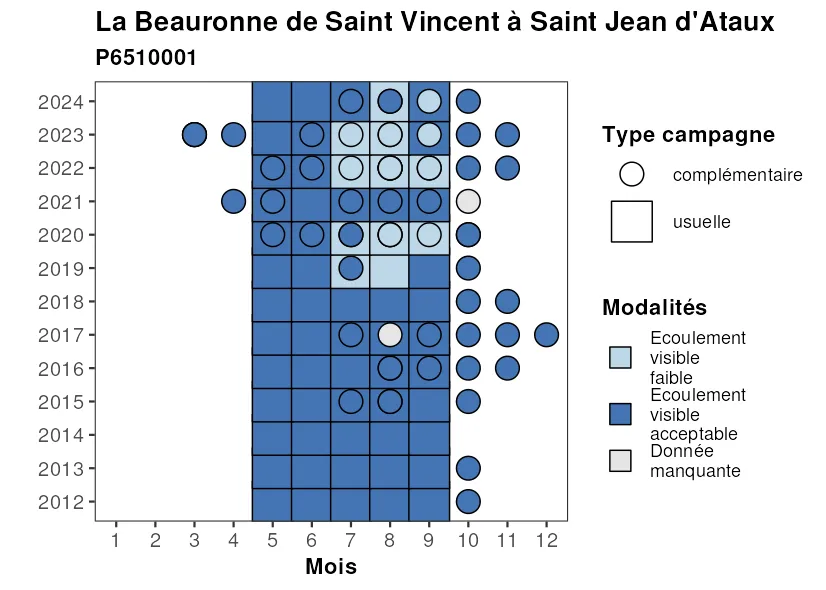 La Beauronne de Saint Vincent à Saint Jean d'Ataux
P6510001
2024
2023
2022
2021
2020
2019
2018
2017
2016
2015
2014
2013
2012
1 2 3 4 5 6 7 8 9 10 11 12
Mois
Type campagne
complémentaire
usuelle
Modalités
Ecoulement
visible
faible
Ecoulement
visible
acceptable
Donnée
manquante